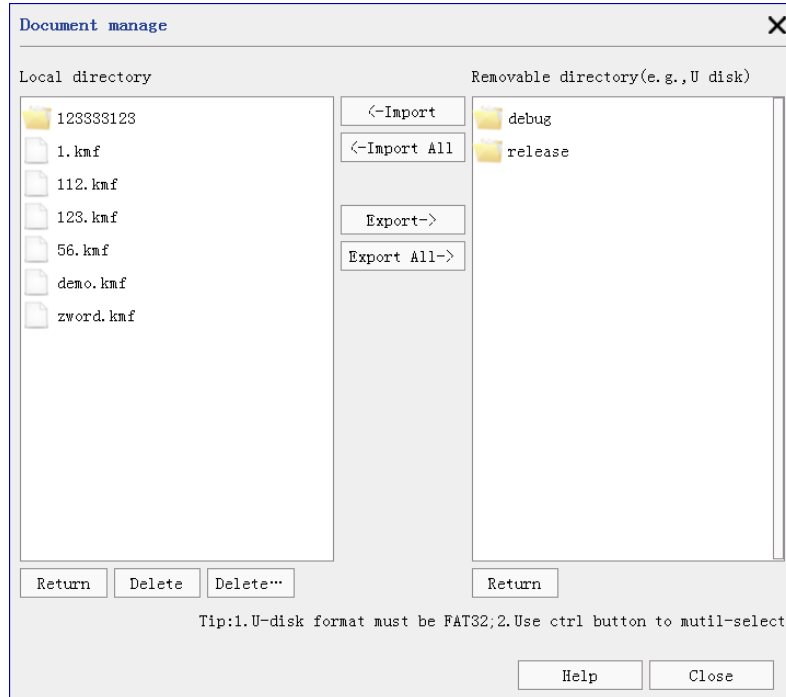 Document manage
Local directory
Removable directory(e.g.,U disk)
123333123
1.kmf
112.kmf
123.kmf
56.kmf
demo.kmf
zword.kmf
<-Import
<-Import All
Export->
Export All->
debug
release
Return
Delete
Delete…
Return
Tip:1.U-disk format must be FAT32;2.Use ctrl button to mutil-select
Help
Close